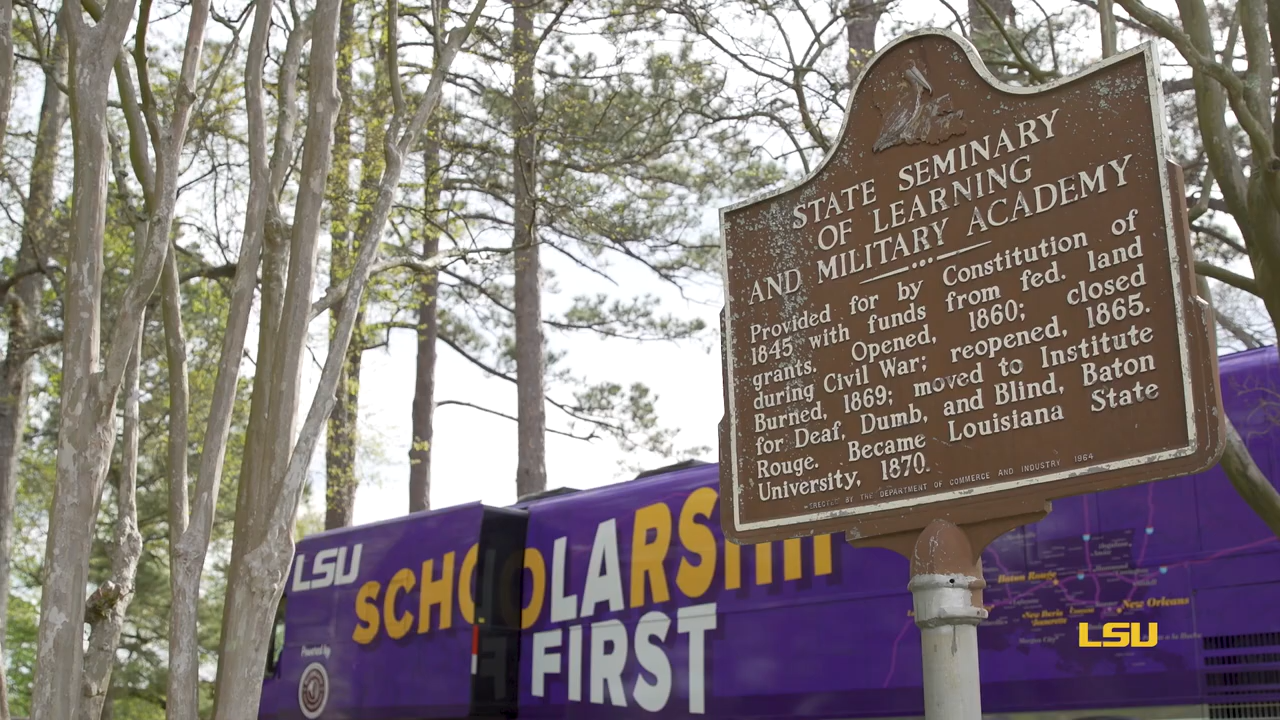 STATE SEMINARY
OF LEARNING
AND MILITARY ACADEMY
Provided for by Constitution of
1845 with funds from fed. land
grants. Opened, 1860; closed
during Civil War; reopened, 1865.
Burned, 1869; moved to Institute
for Deaf, Dumb, and Blind, Baton
Rouge. Became Louisiana State
University, 1870.
ERECTED BY THE DEPARTMENT OF COMMERCE AND INDUSTRY 1964
LSU
SCHOLARSHIP
FIRST
Powered by
Baton Rouge
New Orleans
New Iberia
LSU